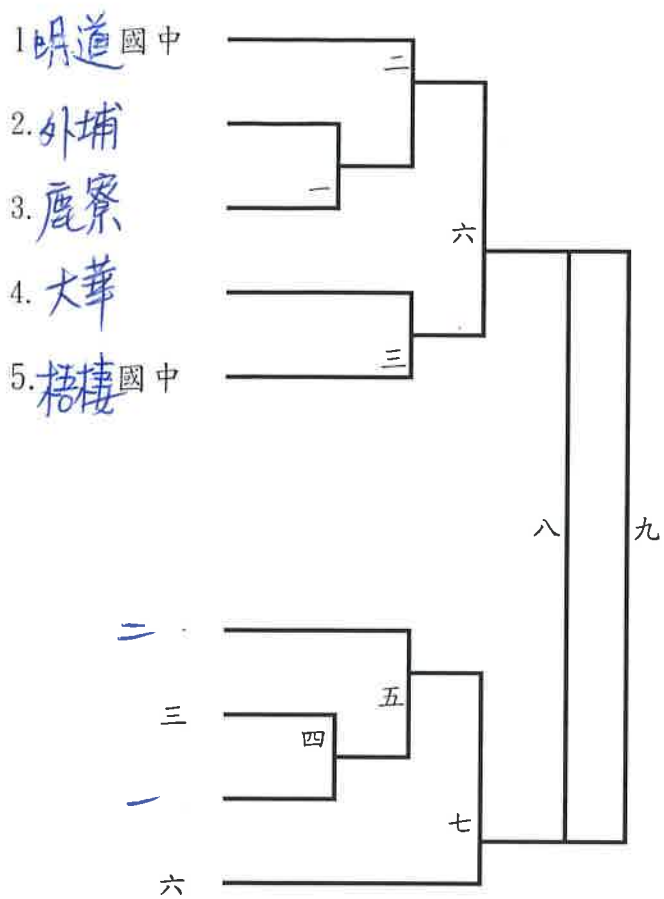 1明道國中
二
2.外埔
一
3.鹿寮
六
4.大華
三
5.梧棲國中
八
九
二
五
三
四
一
七
六